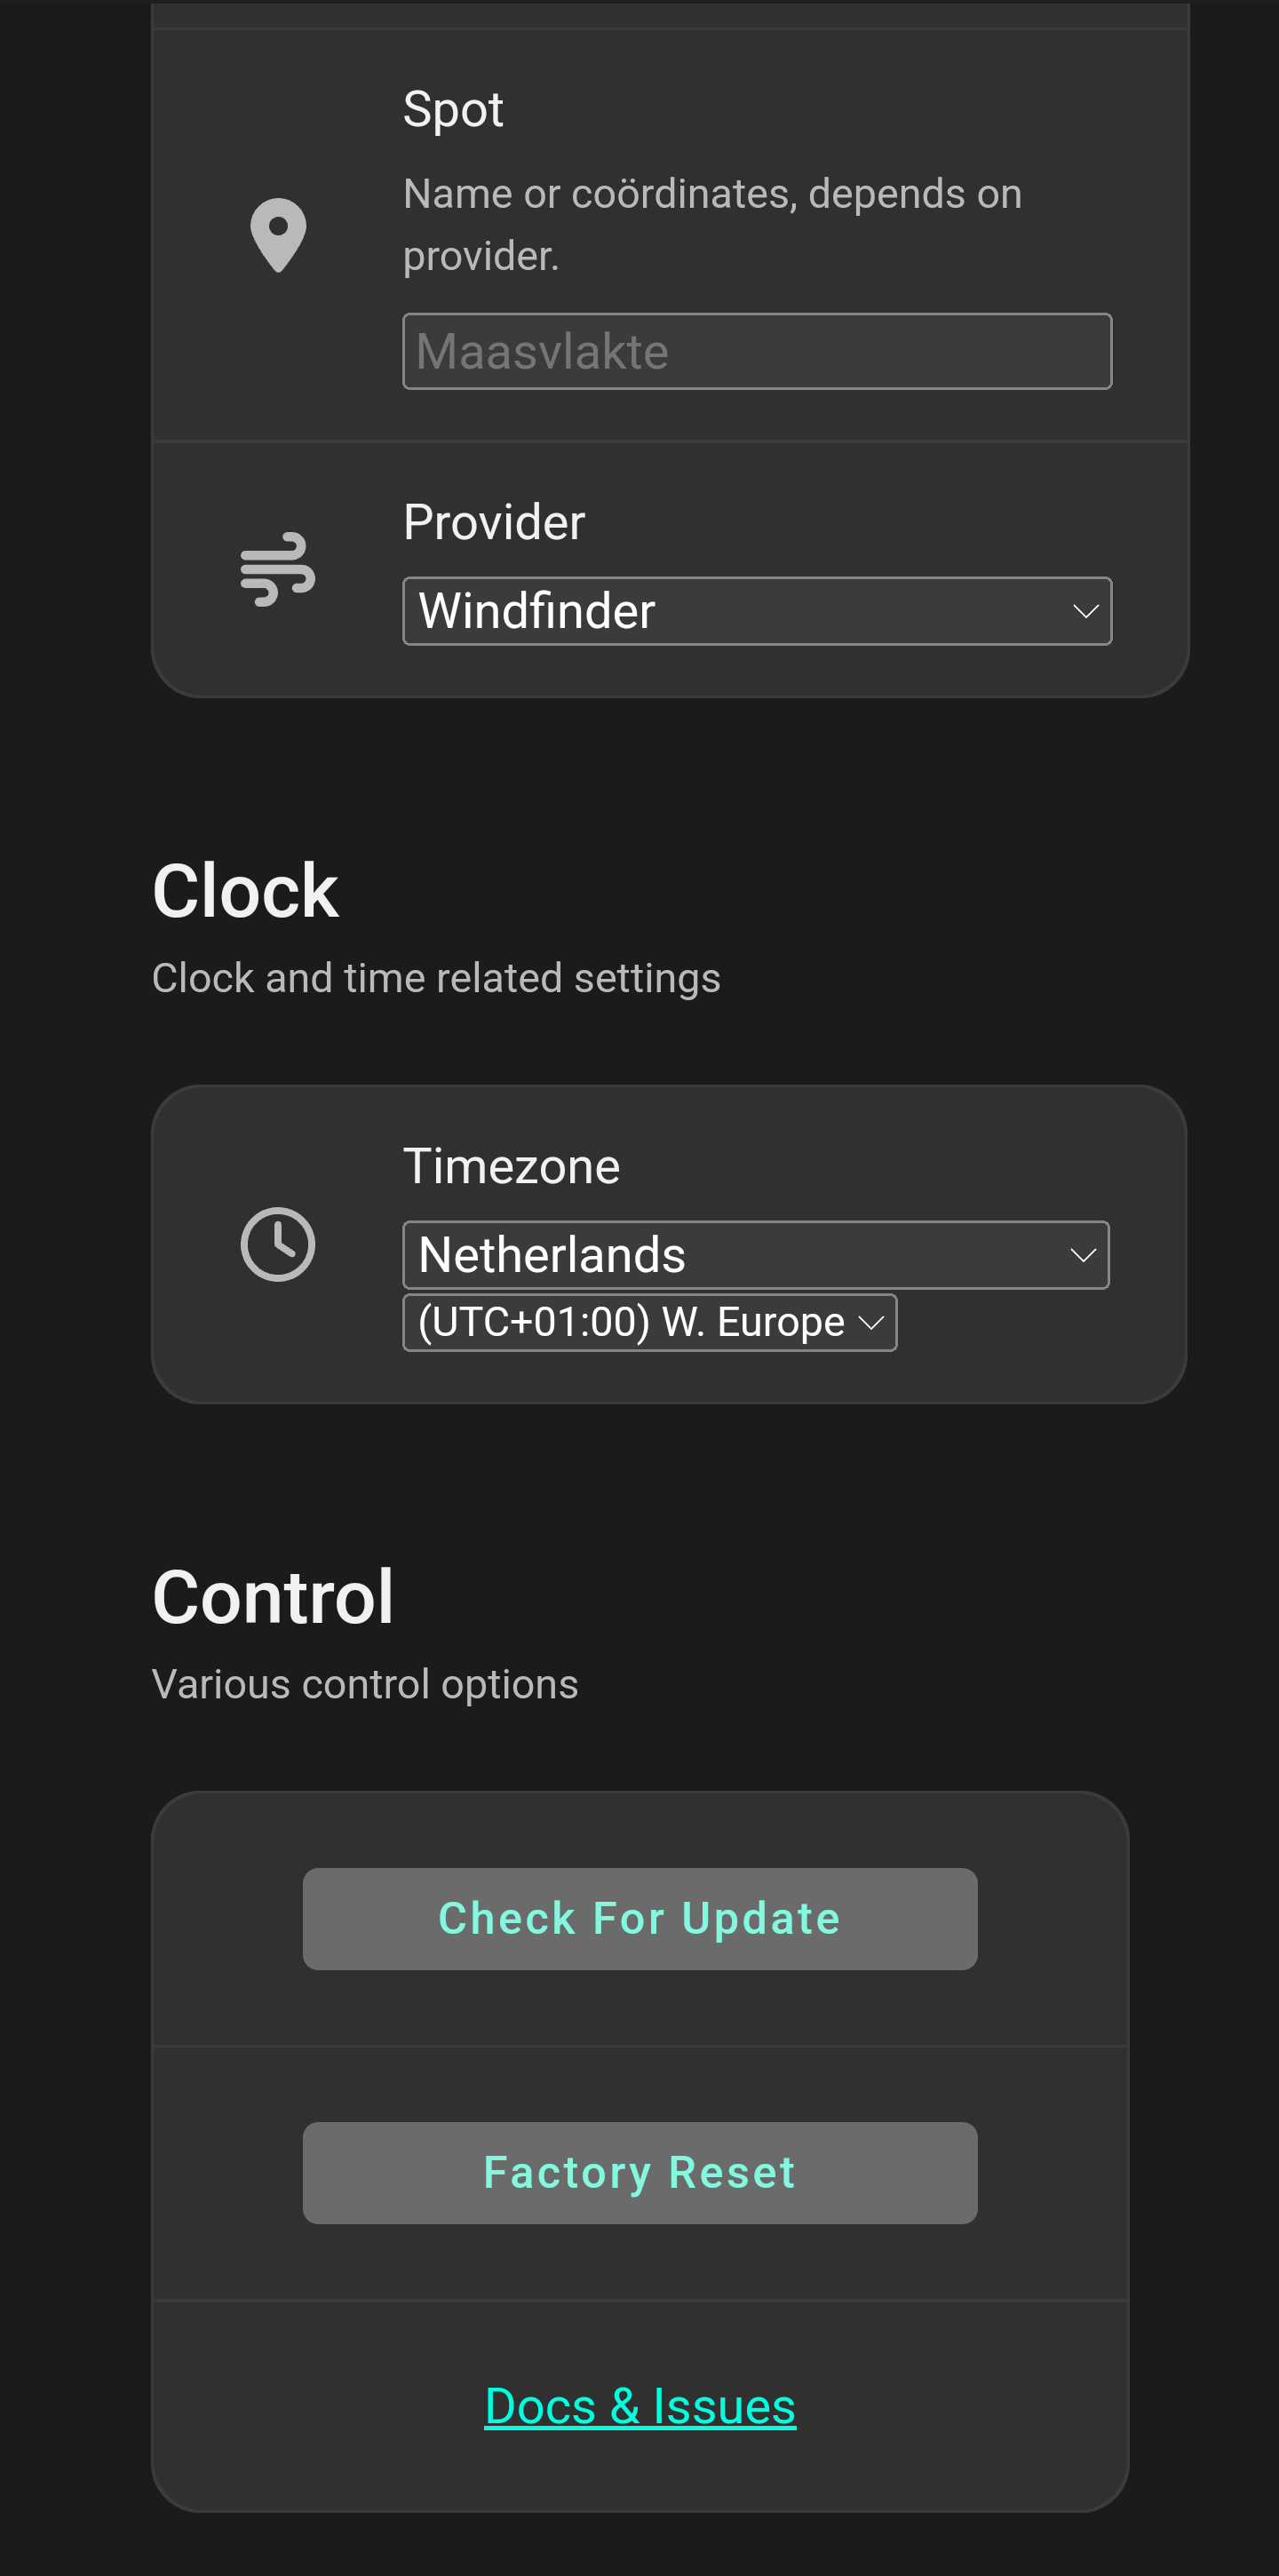 Spot
Name or coördinates, depends on
provider.
Maasvlakte
Provider
Windfinder
Clock
Clock and time related settings
Timezone
Netherlands
(UTC+01:00) W. Europe
Control
Various control options
Check For Update
Factory Reset
Docs & Issues